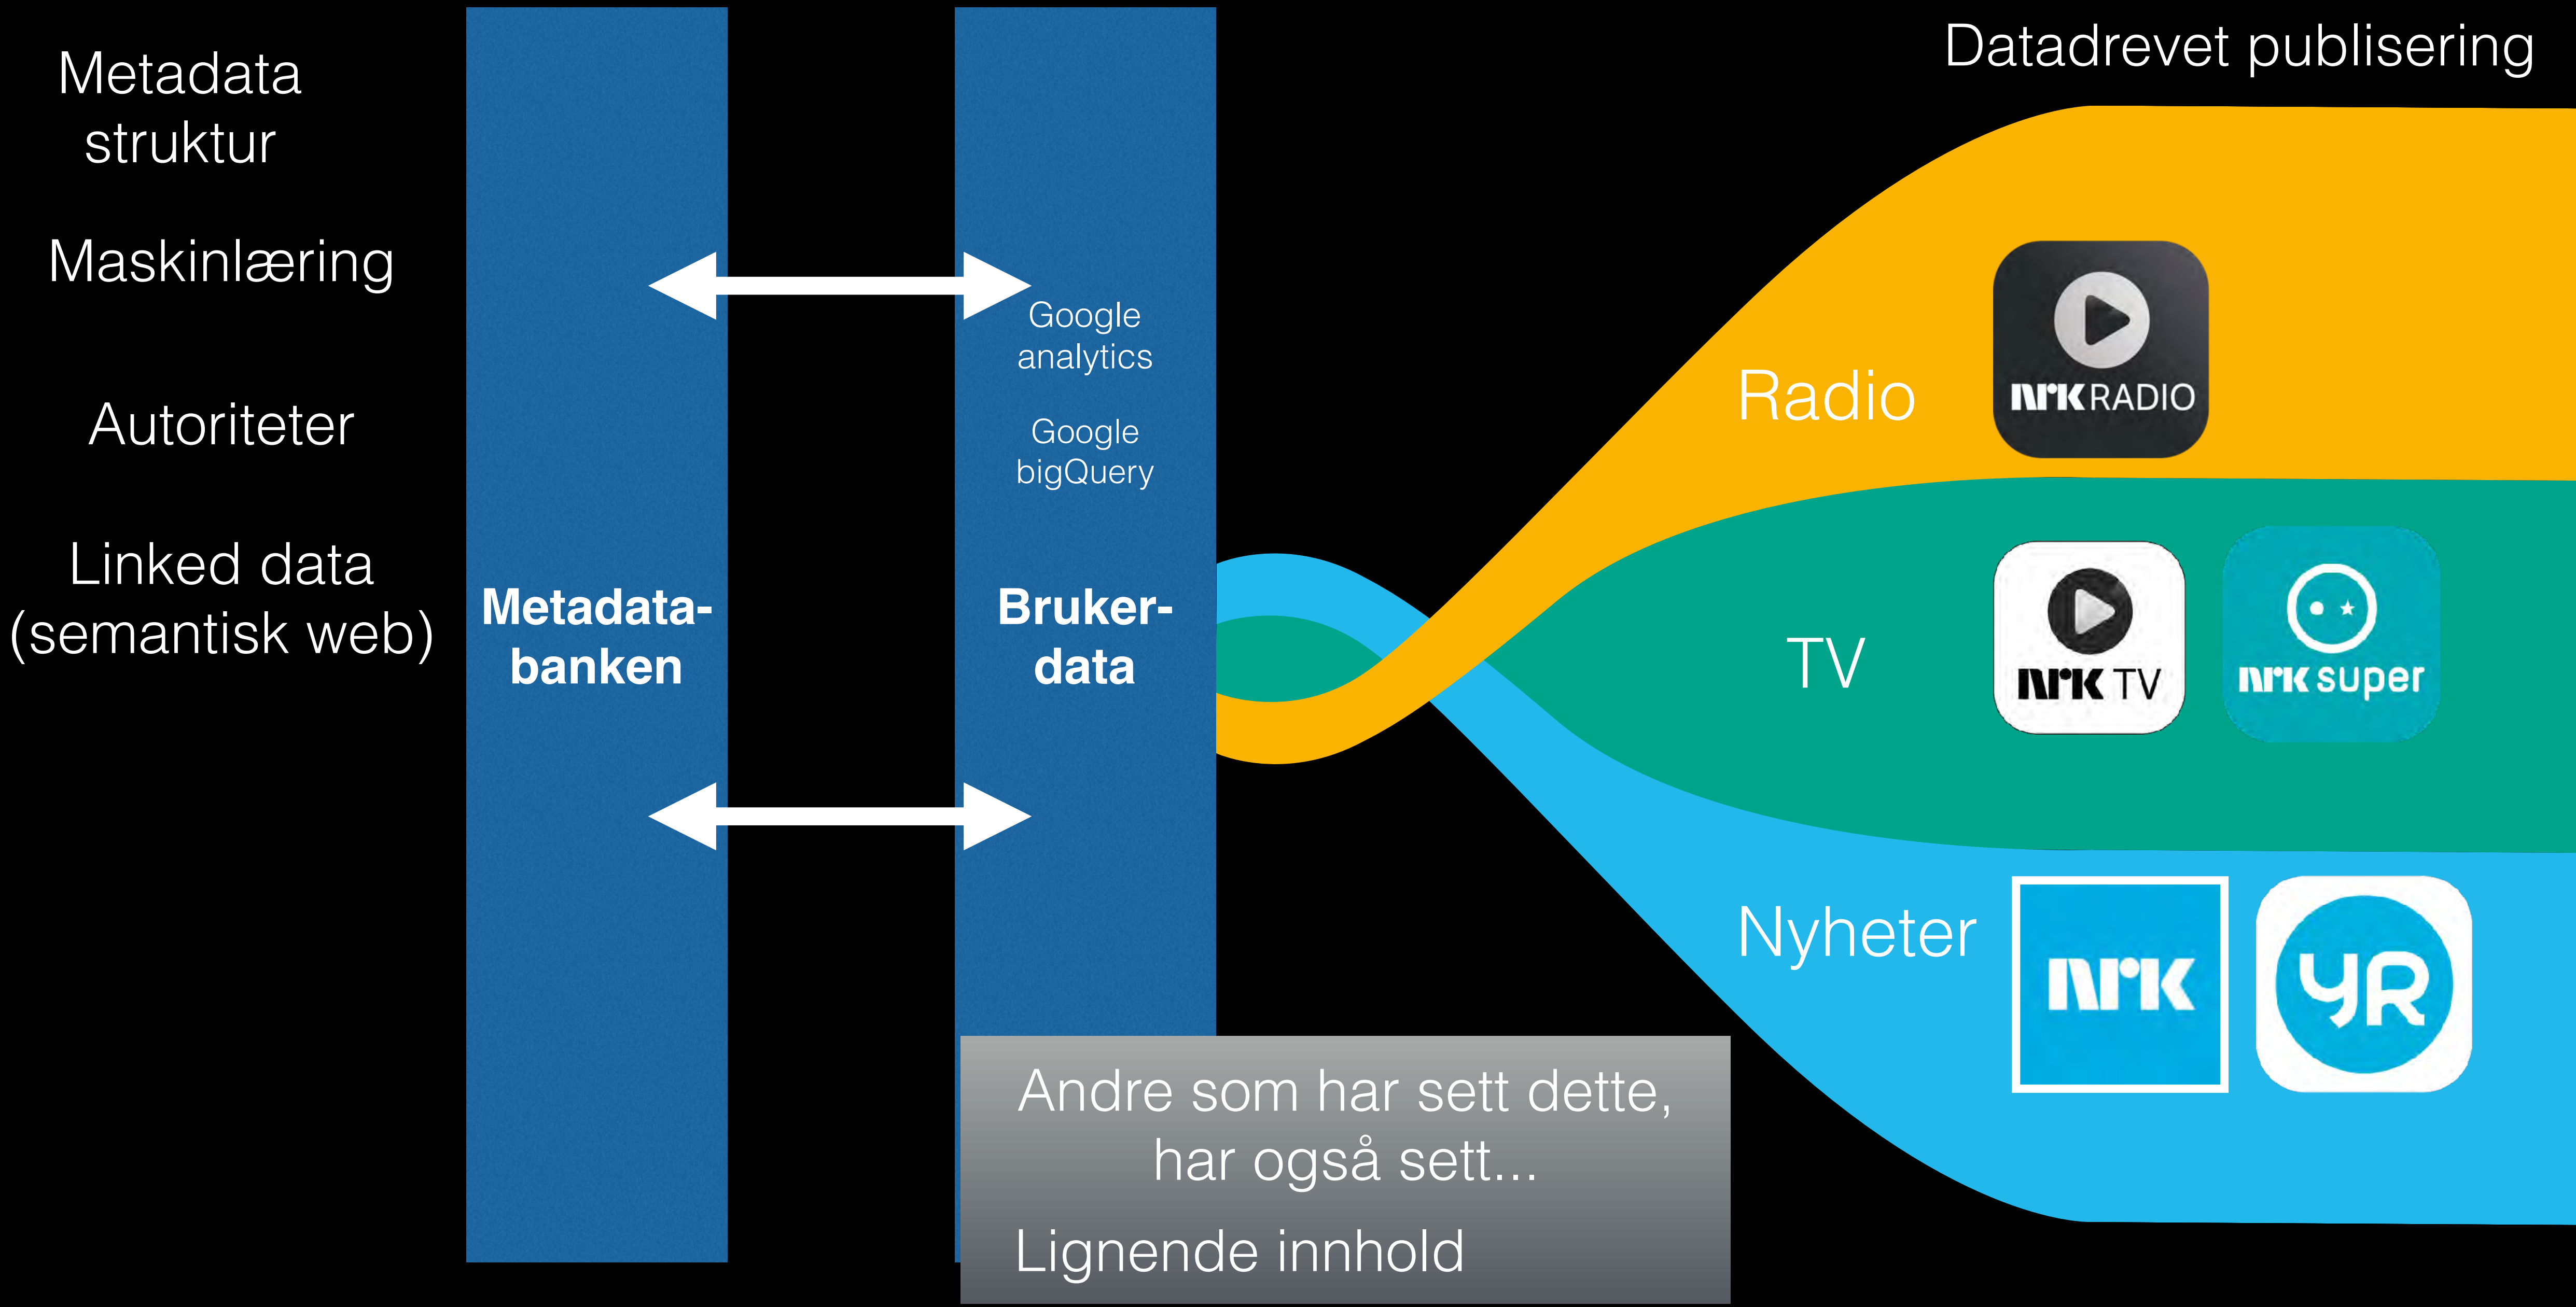 Metadata
struktur
Maskinlæring
Autoriteter
Linked data
(semantisk web)
Metadata-
banken
Google
analytics
Google
bigQuery
Bruker-
data
Andre som har sett dette,
har også sett...
Lignende innhold
Datadrevet publisering
Radio
NRK RADIO
TV
NRK TV
NRK super
Nyheter
NRK
YR